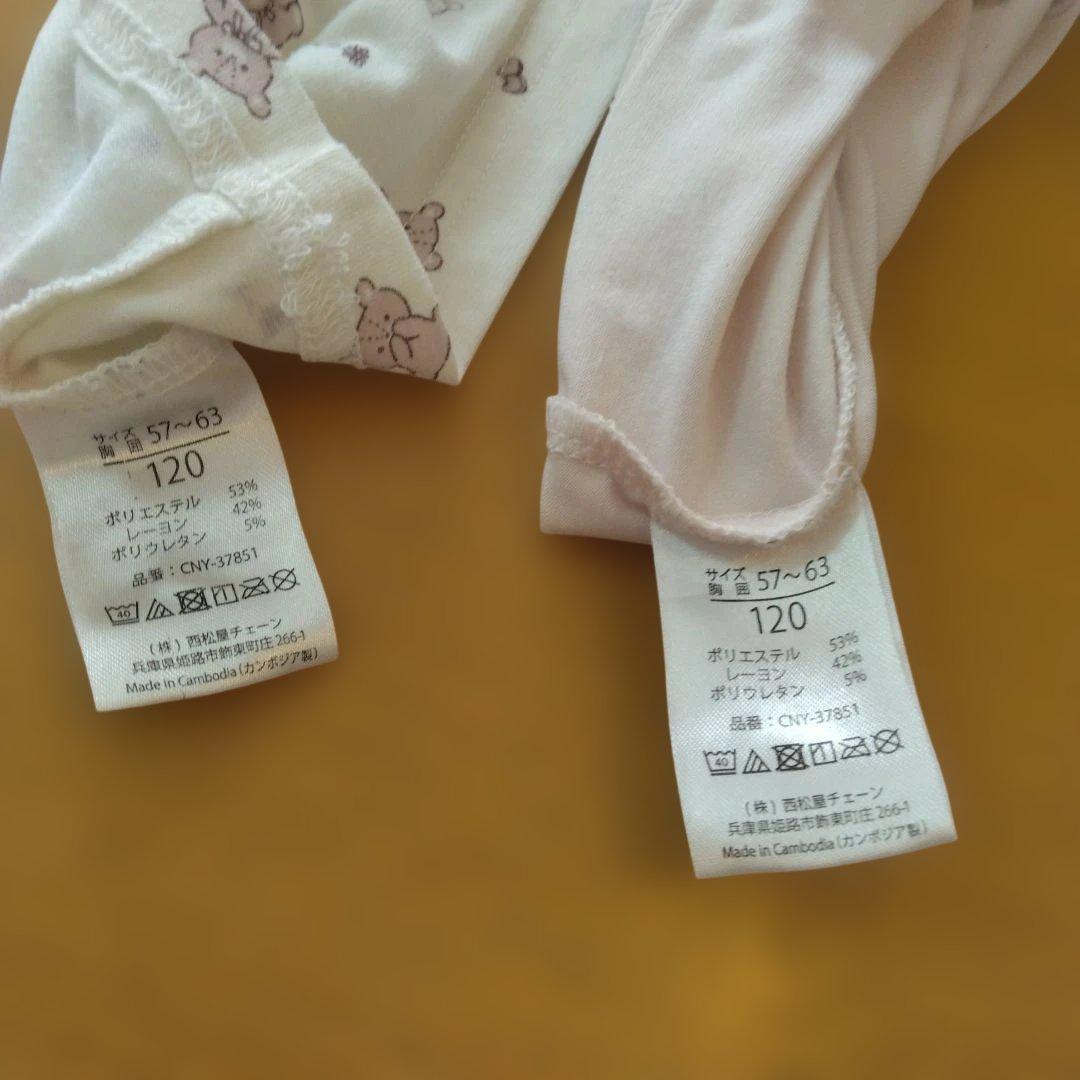 サイズ
胸囲 57～63
120
ポリエステル 53%
レーヨン 42%
ポリウレタン 5%
品番：CNY-37851
40
(株) 西松屋チェーン
兵庫県姫路市飾東町庄 266-1
Made in Cambodia (カンボジア製)
サイズ
胸囲 57～63
120
ポリエステル 53%
レーヨン 42%
ポリウレタン 5%
品番：CNY-37851
40
(株) 西松屋チェーン
兵庫県姫路市飾東町庄 266-1
Made in Cambodia (カンボジア製)